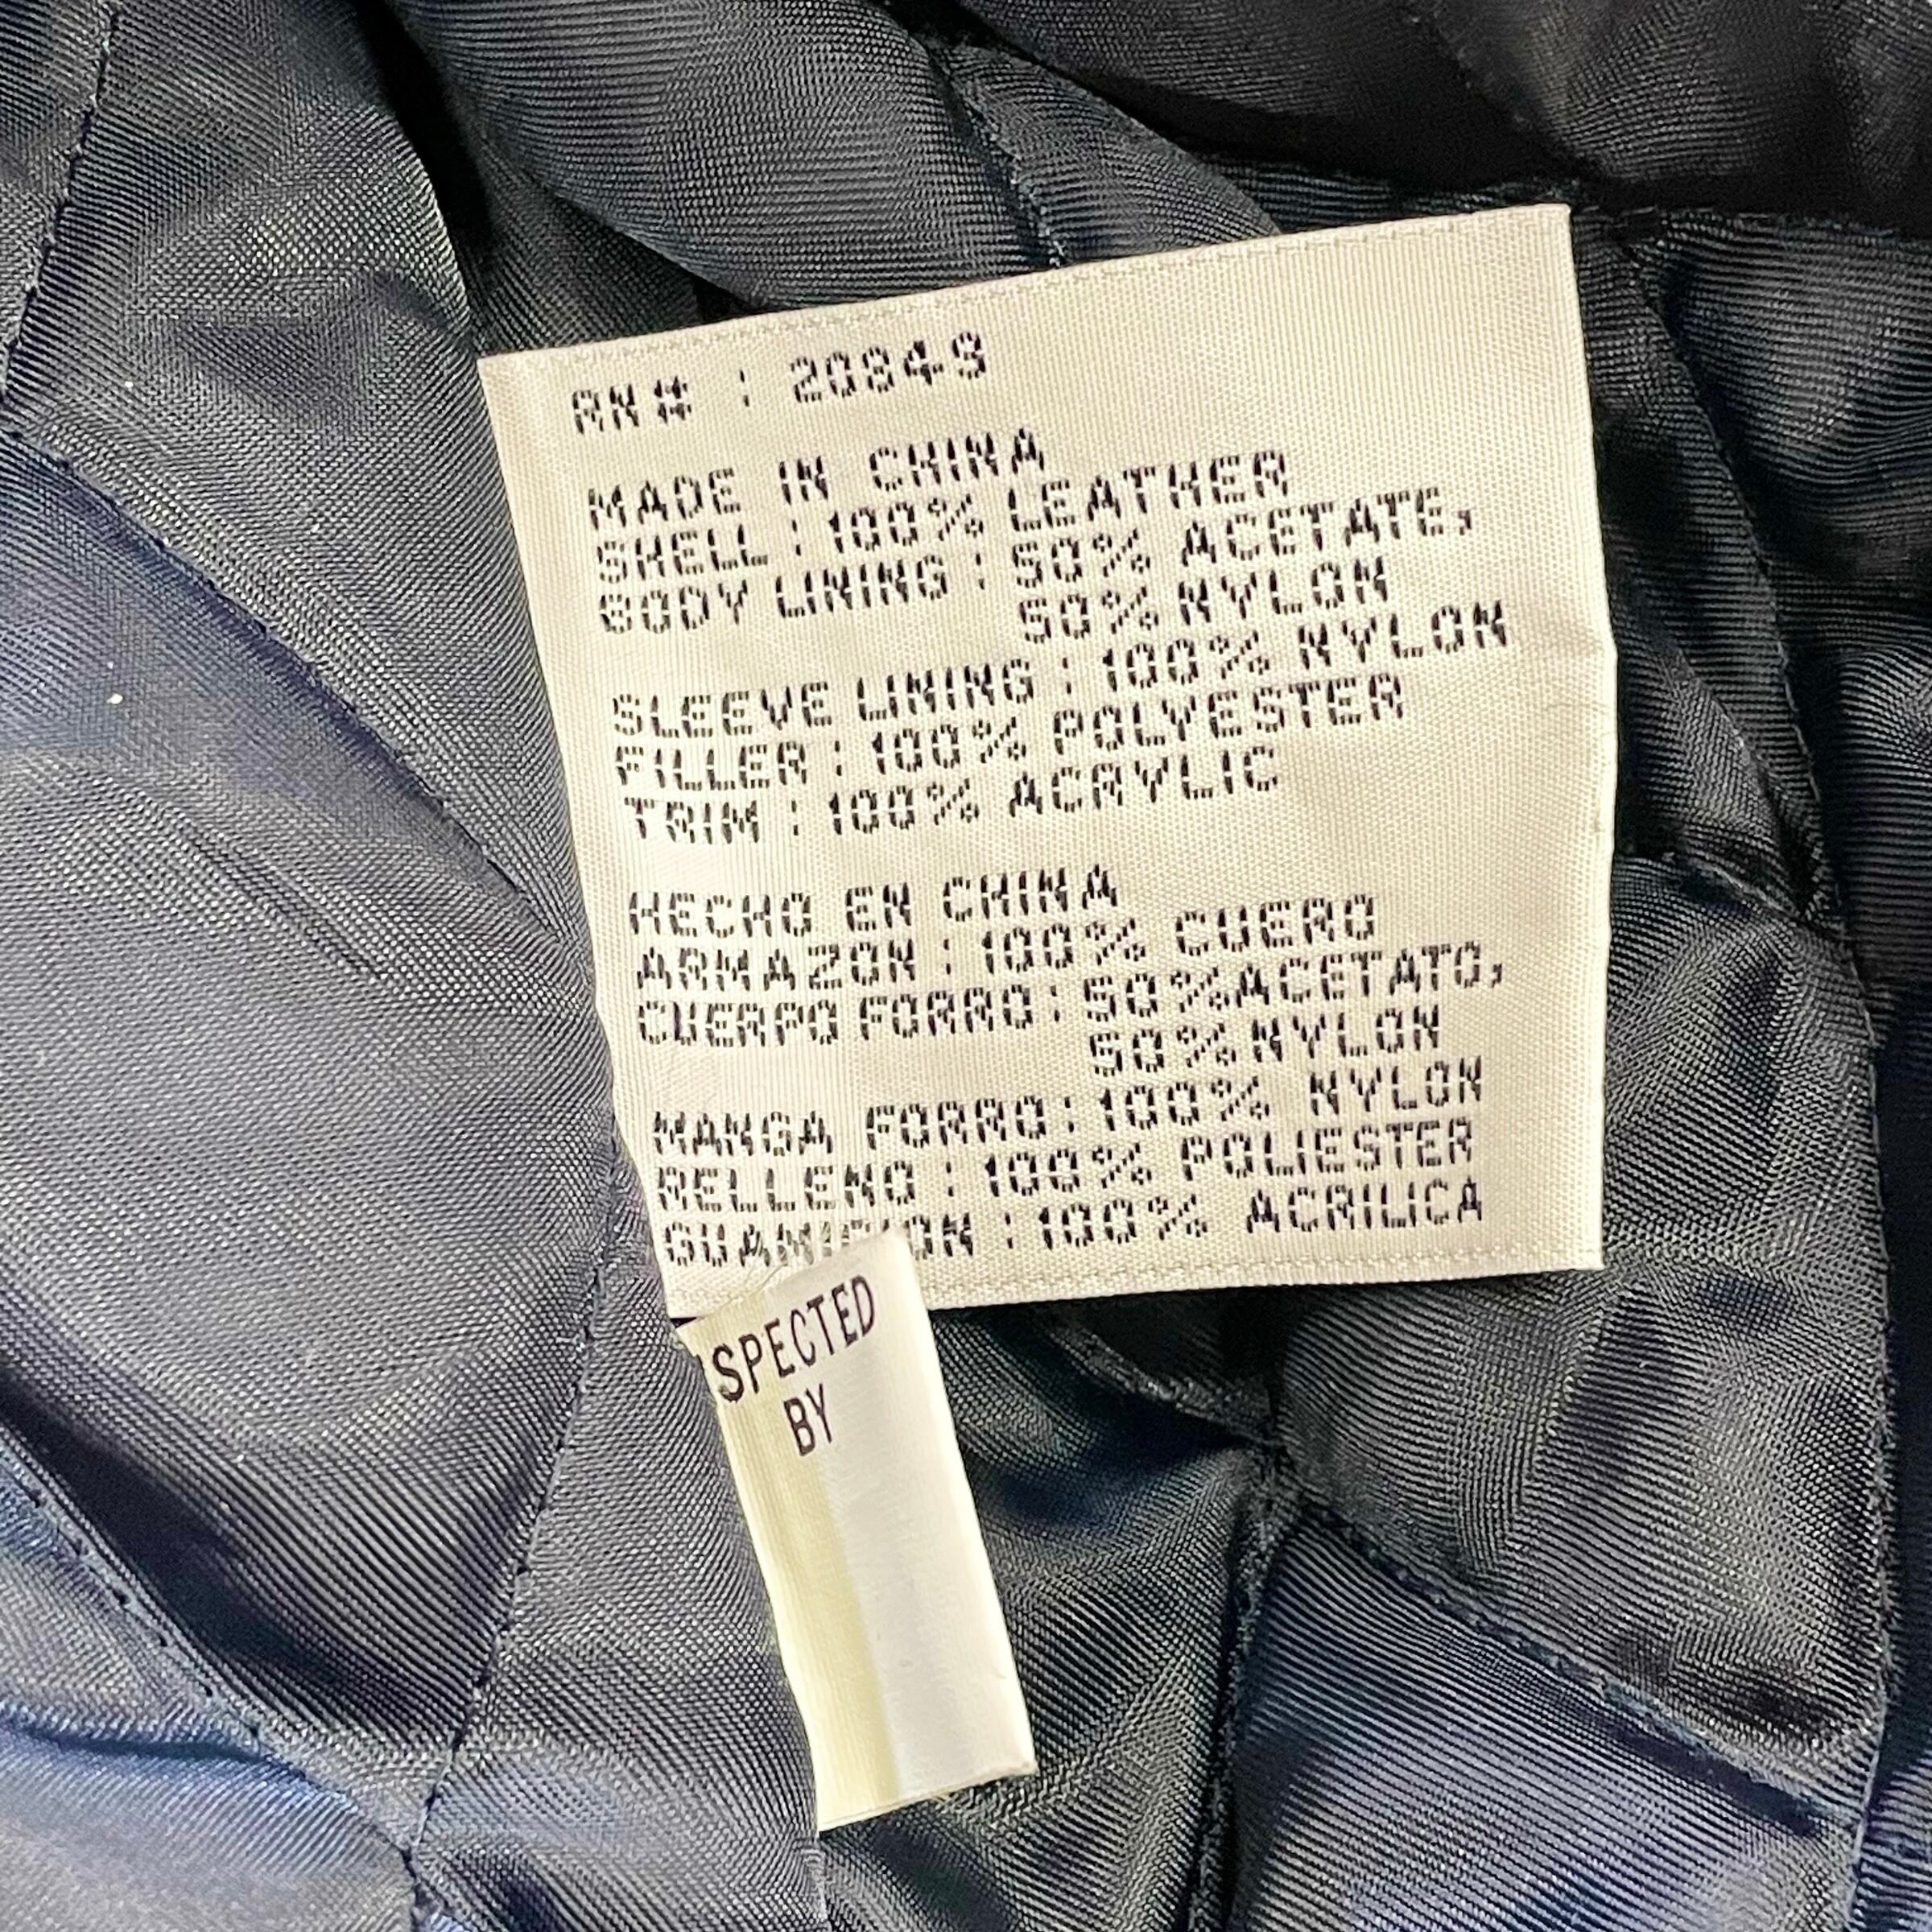 RN# : 20849
MADE IN CHINA
SHELL : 100% LEATHER
BODY LINING : 50% ACETATE,
50% NYLON
SLEEVE LINING : 100% NYLON
FILLER : 100% POLYESTER
TRIM : 100% ACRYLIC
HECHO EN CHINA
ARMAZON : 100% CUERO
CUERPO FORRO : 50% ACETATO,
50% NYLON
MANGA FORRO : 100% NYLON
RELLENO : 100% POLIESTER
: 100% ACRILICA
SPECTED
BY